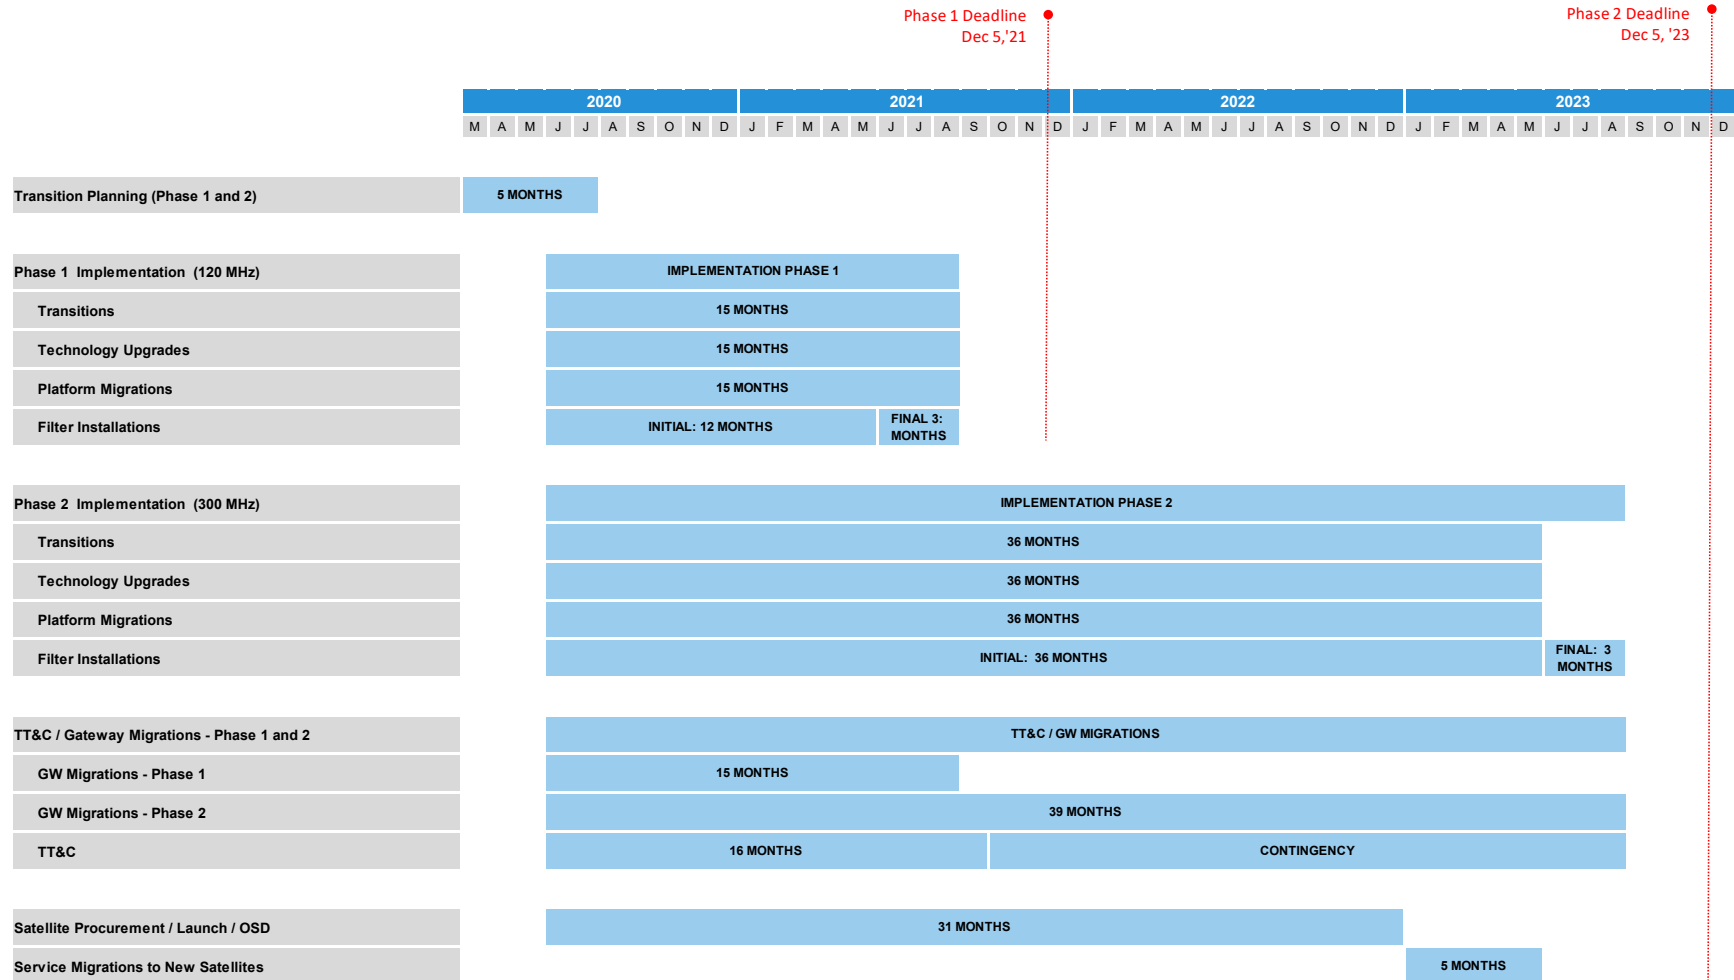 Phase 1 Deadline
Dec 5,'21
Phase 2 Deadline
Dec 5, '23
2020 2021 2022 2023
M A M J J A S O N D J F M A M J J A S O N D J F M A M J J A S O N D J F M A M J J A S O N D
Transition Planning (Phase 1 and 2) 5 MONTHS
Phase 1 Implementation (120 MHz) IMPLEMENTATION PHASE 1
Transitions 15 MONTHS
Technology Upgrades 15 MONTHS
Platform Migrations 15 MONTHS
Filter Installations INITIAL: 12 MONTHS FINAL 3:
MONTHS
Phase 2 Implementation (300 MHz) IMPLEMENTATION PHASE 2
Transitions 36 MONTHS
Technology Upgrades 36 MONTHS
Platform Migrations 36 MONTHS
Filter Installations INITIAL: 36 MONTHS FINAL: 3
MONTHS
TT&C / Gateway Migrations - Phase 1 and 2 TT&C / GW MIGRATIONS
GW Migrations - Phase 1 15 MONTHS
GW Migrations - Phase 2 39 MONTHS
TT&C 16 MONTHS CONTINGENCY
Satellite Procurement / Launch / OSD 31 MONTHS
Service Migrations to New Satellites 5 MONTHS